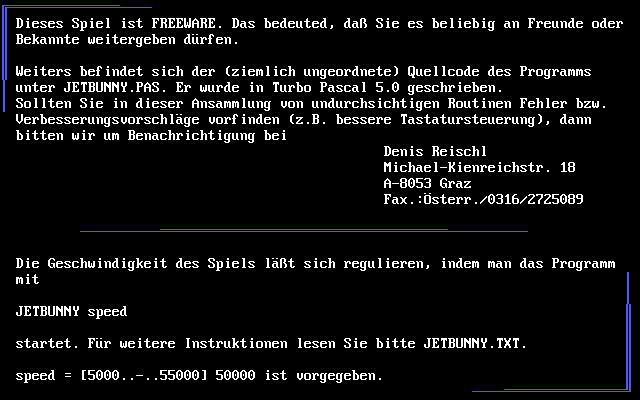 Dieses Spiel ist FREEWARE. Das bedeuted, daß Sie es beliebig an Freunde oder
Bekannte weitergeben dürfen.
Weiters befindet sich der (ziemlich ungeordnete) Quellcode des Programms
unter JETBUNNY.PAS. Er wurde in Turbo Pascal 5.0 geschrieben.
Sollten Sie in dieser Ansammlung von undurchsichtigen Routinen Fehler bzw.
Verbesserungsvorschläge vorfinden (z.B. bessere Tastatursteuerung), dann
bitten wir um Benachrichtigung bei
Denis Reischl
Michael-Kienreichstr. 18
A-8053 Graz
Fax.:Österr./0316/2725089
Die Geschwindigkeit des Spiels läßt sich regulieren, indem man das Programm
mit
JETBUNNY speed
startet. Für weitere Instruktionen lesen Sie bitte JETBUNNY.TXT.
speed = [5000..-..55000] 50000 ist vorgegeben.